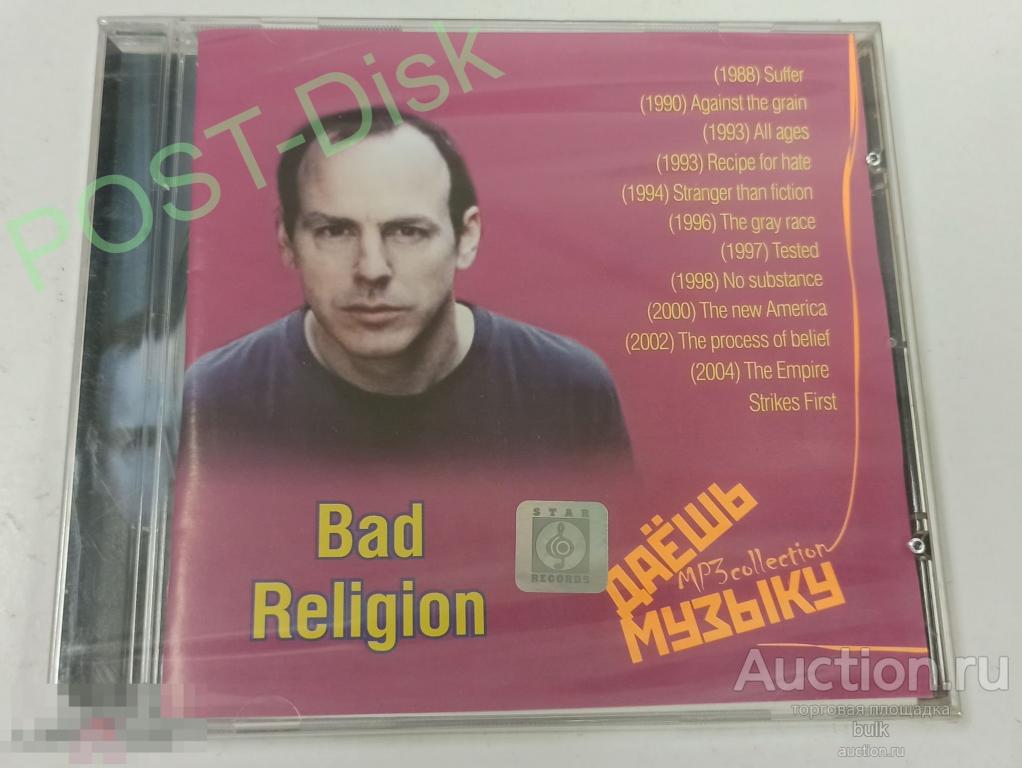 POST-Disk
(1988) Suffer
(1990) Against the grain
(1993) All ages
(1993) Recipe for hate
(1994) Stranger than fiction
(1996) The gray race
(1997) Tested
(1998) No substance
(2000) The new America
(2002) The process of belief
(2004) The Empire
Strikes First
Bad
Religion
STAR
RECORDS
ДАЁШЬ
MP3collection
МУЗЫКУ
Auction.ru
торговая площадка
bulk
auction.ru